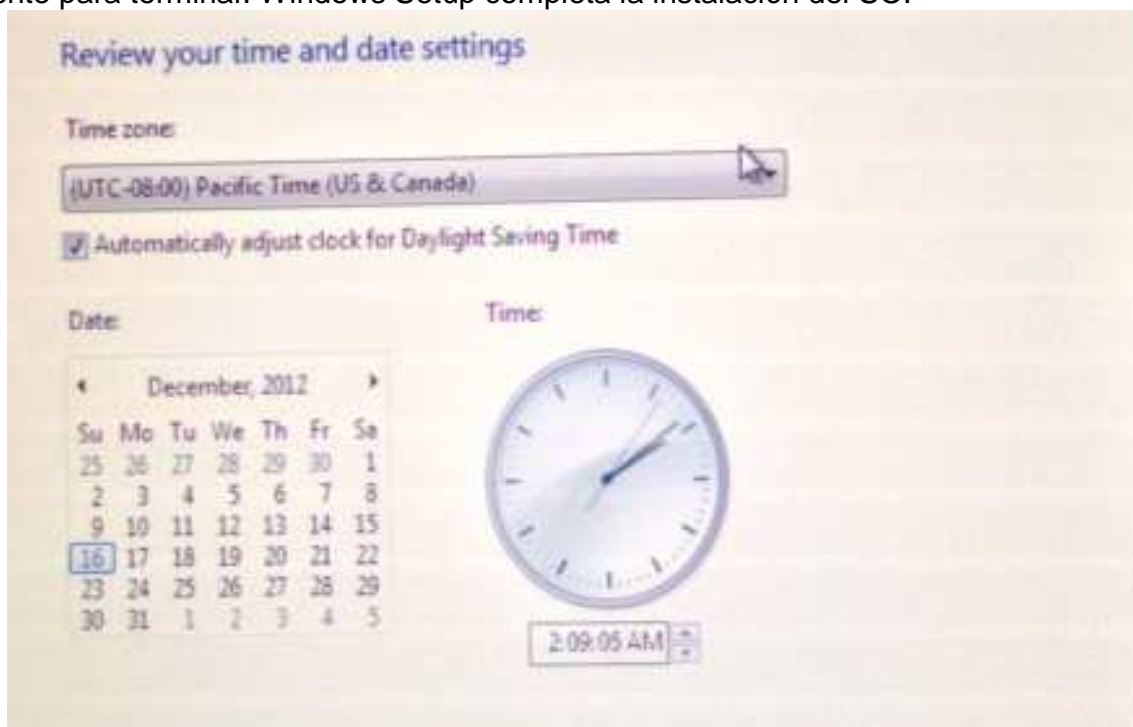 para terminar. Windows Setup completa la instalación del SO.
Review your time and date settings
Time zone:
(UTC-08:00) Pacific Time (US & Canada)
Automatically adjust clock for Daylight Saving Time
Date:
Time:
December, 2012
Su Mo Tu We Th Fr Sa
25 26 27 28 29 30 1
2 3 4 5 6 7 8
9 10 11 12 13 14 15
16 17 18 19 20 21 22
23 24 25 26 27 28 29
30 31 1 2 3 4 5
2:09:05 AM